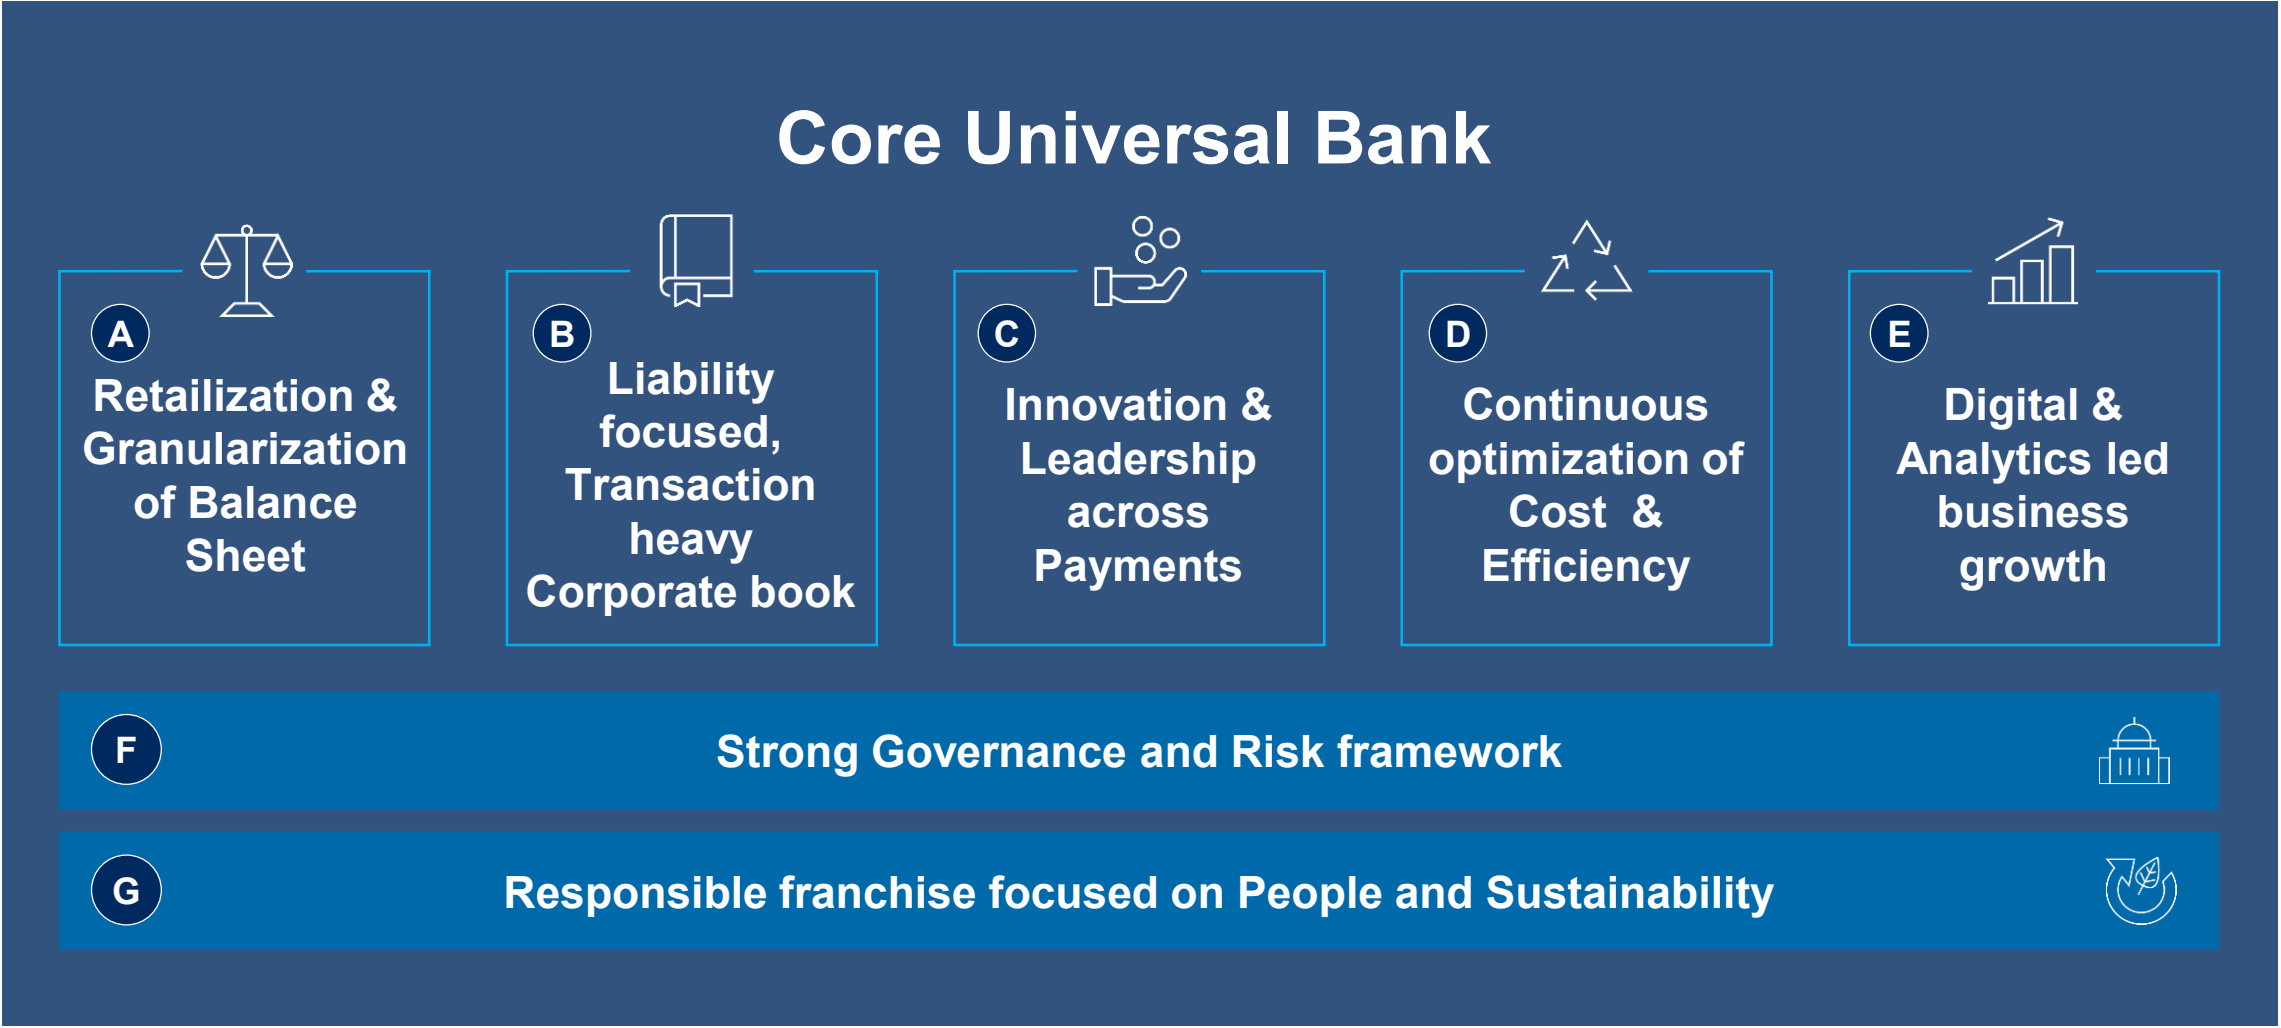 Core Universal Bank
A
Retailization &
Granularization
of Balance
Sheet
B
Liability
focused,
Transaction
heavy
Corporate book
C
Innovation &
Leadership
across
Payments
D
Continuous
optimization of
Cost  &
Efficiency
E
Digital &
Analytics led
business
growth
F
Strong Governance and Risk framework
G
Responsible franchise focused on People and Sustainability